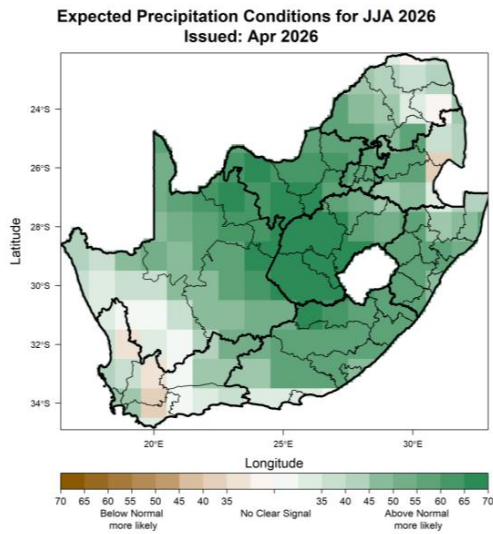 Expected Precipitation Conditions for JJA 2026
Issued: Apr 2026
24°S
26°S
28°S
30°S
32°S
34°S
Latitude
20°E 25°E 30°E
Longitude
70 65 60 55 50 45 40 35 35 40 45 50 55 60 65 70
Below Normal No Clear Signal Above Normal
more likely more likely